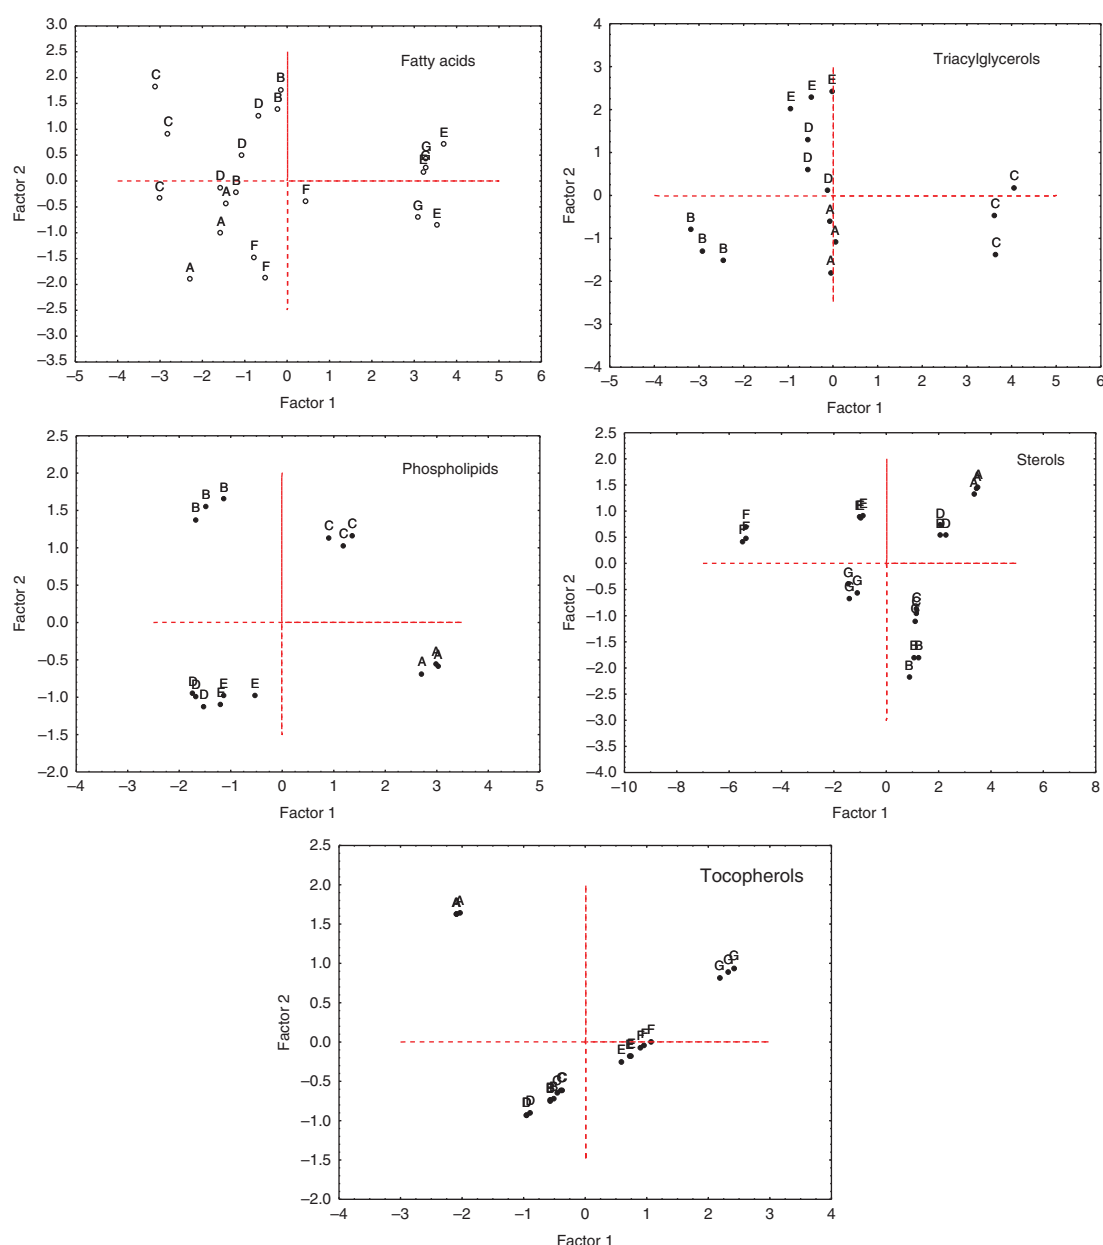 Fatty acids
Factor 2
3.0
2.5
2.0
1.5
1.0
0.5
0.0
–0.5
–1.0
–1.5
–2.0
–2.5
–3.0
–3.5
C
C
C
B
B
D
D
D
B
A
A
A
F
F
F
E
G
G
E
G
E
–5 –4 –3 –2 –1 0 1 2 3 4 5 6
Factor 1
Triacylglycerols
Factor 2
4
3
2
1
0
–1
–2
–3
–4
E
E
E
D
D
D
A
A
A
B
B
B
C
C
C
–5 –4 –3 –2 –1 0 1 2 3 4 5 6
Factor 1
Phospholipids
Factor 2
2.5
2.0
1.5
1.0
0.5
0.0
–0.5
–1.0
–1.5
–2.0
B
B
B
C
C
C
A
A
A
D
D
D
E
E
E
–4 –3 –2 –1 0 1 2 3 4 5
Factor 1
Sterols
Factor 2
2.5
2.0
1.5
1.0
0.5
0.0
–0.5
–1.0
–1.5
–2.0
–2.5
–3.0
–3.5
–4.0
A
A
A
F
F
F
E
E
E
D
D
D
G
G
G
C
C
C
B
B
B
–10 –8 –6 –4 –2 0 2 4 6 8
Factor 1
Tocopherols
Factor 2
2.5
2.0
1.5
1.0
0.5
0.0
–0.5
–1.0
–1.5
–2.0
A
A
G
G
G
F
F
F
E
E
E
C
C
C
B
B
B
D
D
–4 –3 –2 –1 0 1 2 3 4
Factor 1